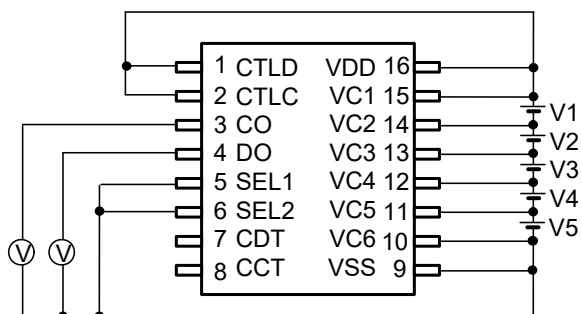 1 CTLD VDD 16
2 CTLC VC1 15
3 CO VC2 14
4 DO VC3 13
5 SEL1 VC4 12
6 SEL2 VC5 11
7 CDT VC6 10
8 CCT VSS 9
V1
V2
V3
V4
V5
V V